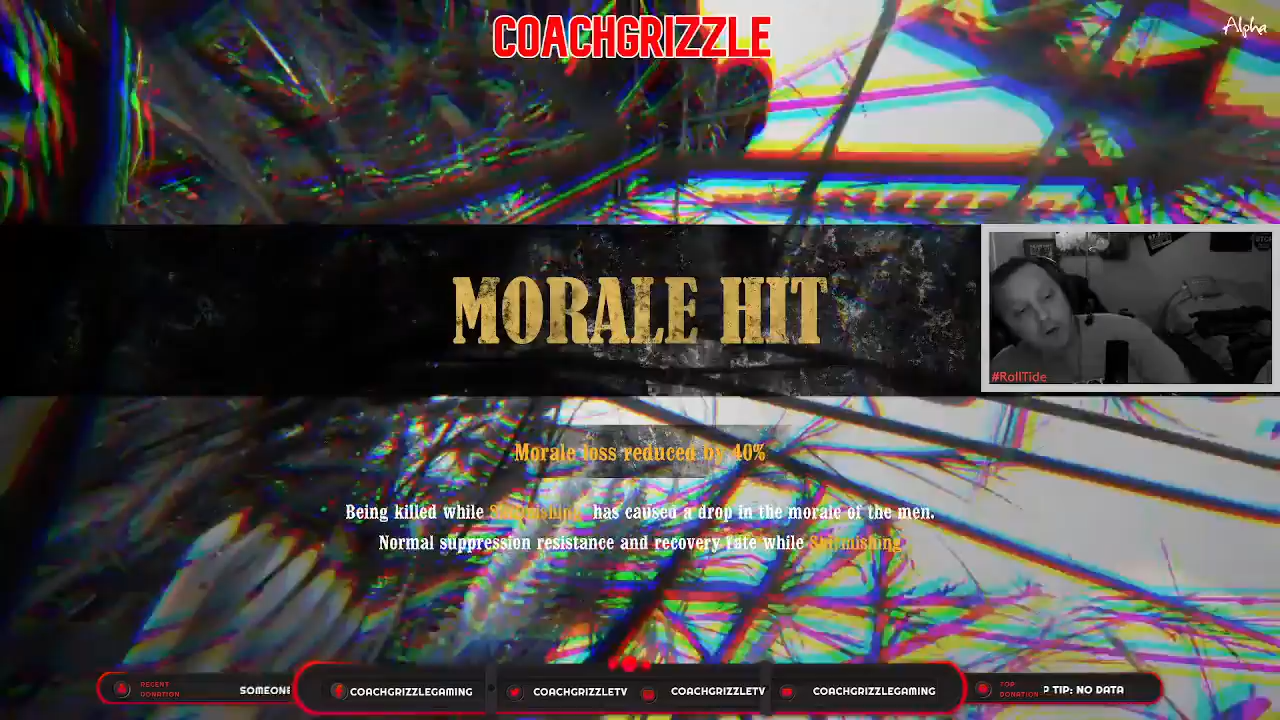 COACHGRIZZLE
Alpha
MORALE HIT
#RollTide
Morale loss reduced by 40%
Being killed while Skirmishing has caused a drop in the morale of the men.
Normal suppression resistance and recovery rate while Skirmishing
RECENT DONATION
SOMEONE
COACHGRIZZLEGAMING
COACHGRIZZLETV
COACHGRIZZLETV
COACHGRIZZLEGAMING
TOP DONATION
P TIP: NO DATA